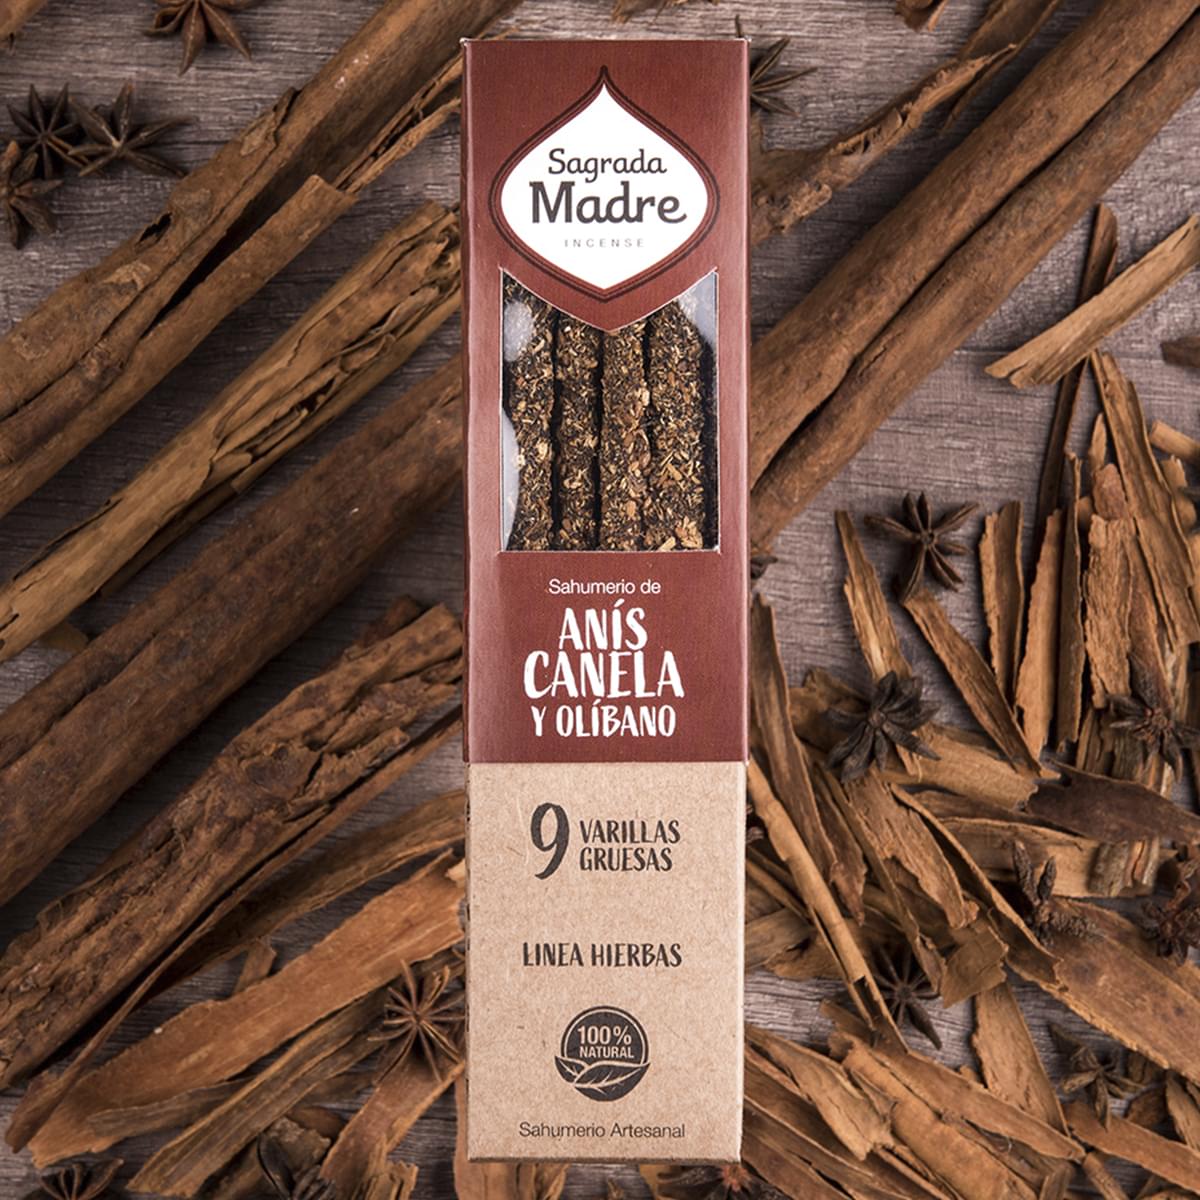 Sagrada
Madre
INCENSE
Sahumerio de
ANÍS
CANELA
Y OLÍBANO
9 VARILLAS
GRUESAS
LINEA HIERBAS
100%
NATURAL
Sahumerio Artesanal